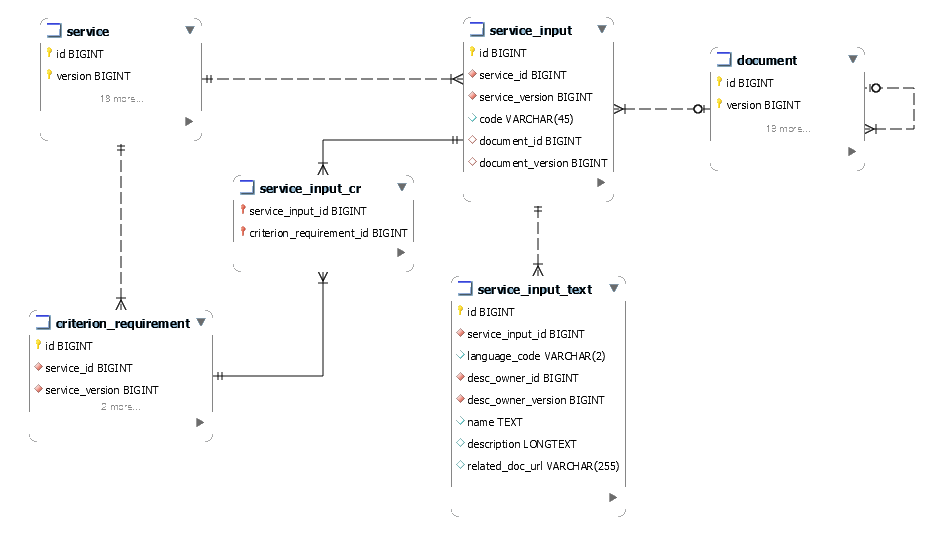 service
id BIGINT
version BIGINT
18 more...
service_input
id BIGINT
service_id BIGINT
service_version BIGINT
code VARCHAR(45)
document_id BIGINT
document_version BIGINT
document
id BIGINT
version BIGINT
19 more...
service_input_cr
service_input_id BIGINT
criterion_requirement_id BIGINT
criterion_requirement
id BIGINT
service_id BIGINT
service_version BIGINT
2 more...
service_input_text
id BIGINT
service_input_id BIGINT
language_code VARCHAR(2)
desc_owner_id BIGINT
desc_owner_version BIGINT
name TEXT
description LONGTEXT
related_doc_url VARCHAR(255)